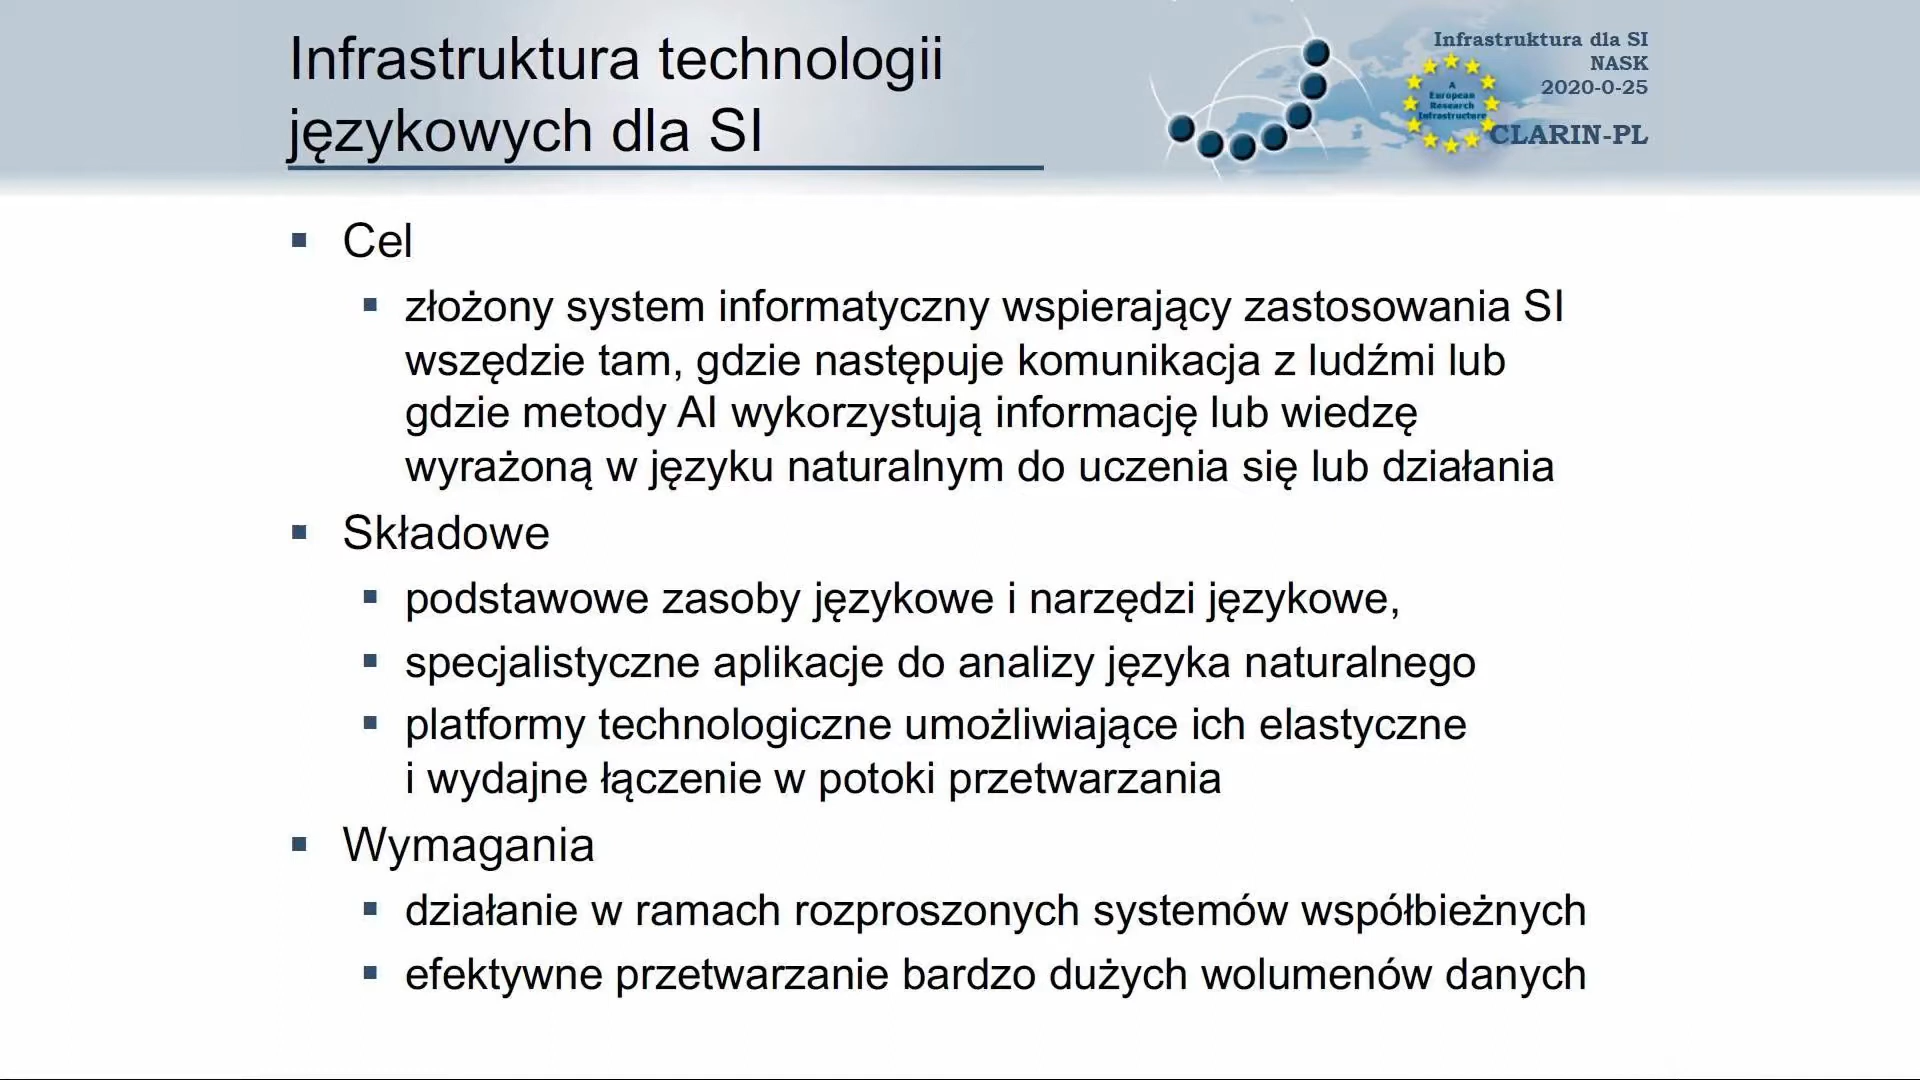 Infrastruktura technologii
językowych dla SI
Infrastruktura dla SI
NASK
2020-0-25
A
European
Research
Infrastructure
CLARIN-PL
Cel
złożony system informatyczny wspierający zastosowania SI
wszędzie tam, gdzie następuje komunikacja z ludźmi lub
gdzie metody AI wykorzystują informację lub wiedzę
wyrażoną w języku naturalnym do uczenia się lub działania
Składowe
podstawowe zasoby językowe i narzędzi językowe,
specjalistyczne aplikacje do analizy języka naturalnego
platformy technologiczne umożliwiające ich elastyczne
i wydajne łączenie w potoki przetwarzania
Wymagania
działanie w ramach rozproszonych systemów współbieżnych
efektywne przetwarzanie bardzo dużych wolumenów danych